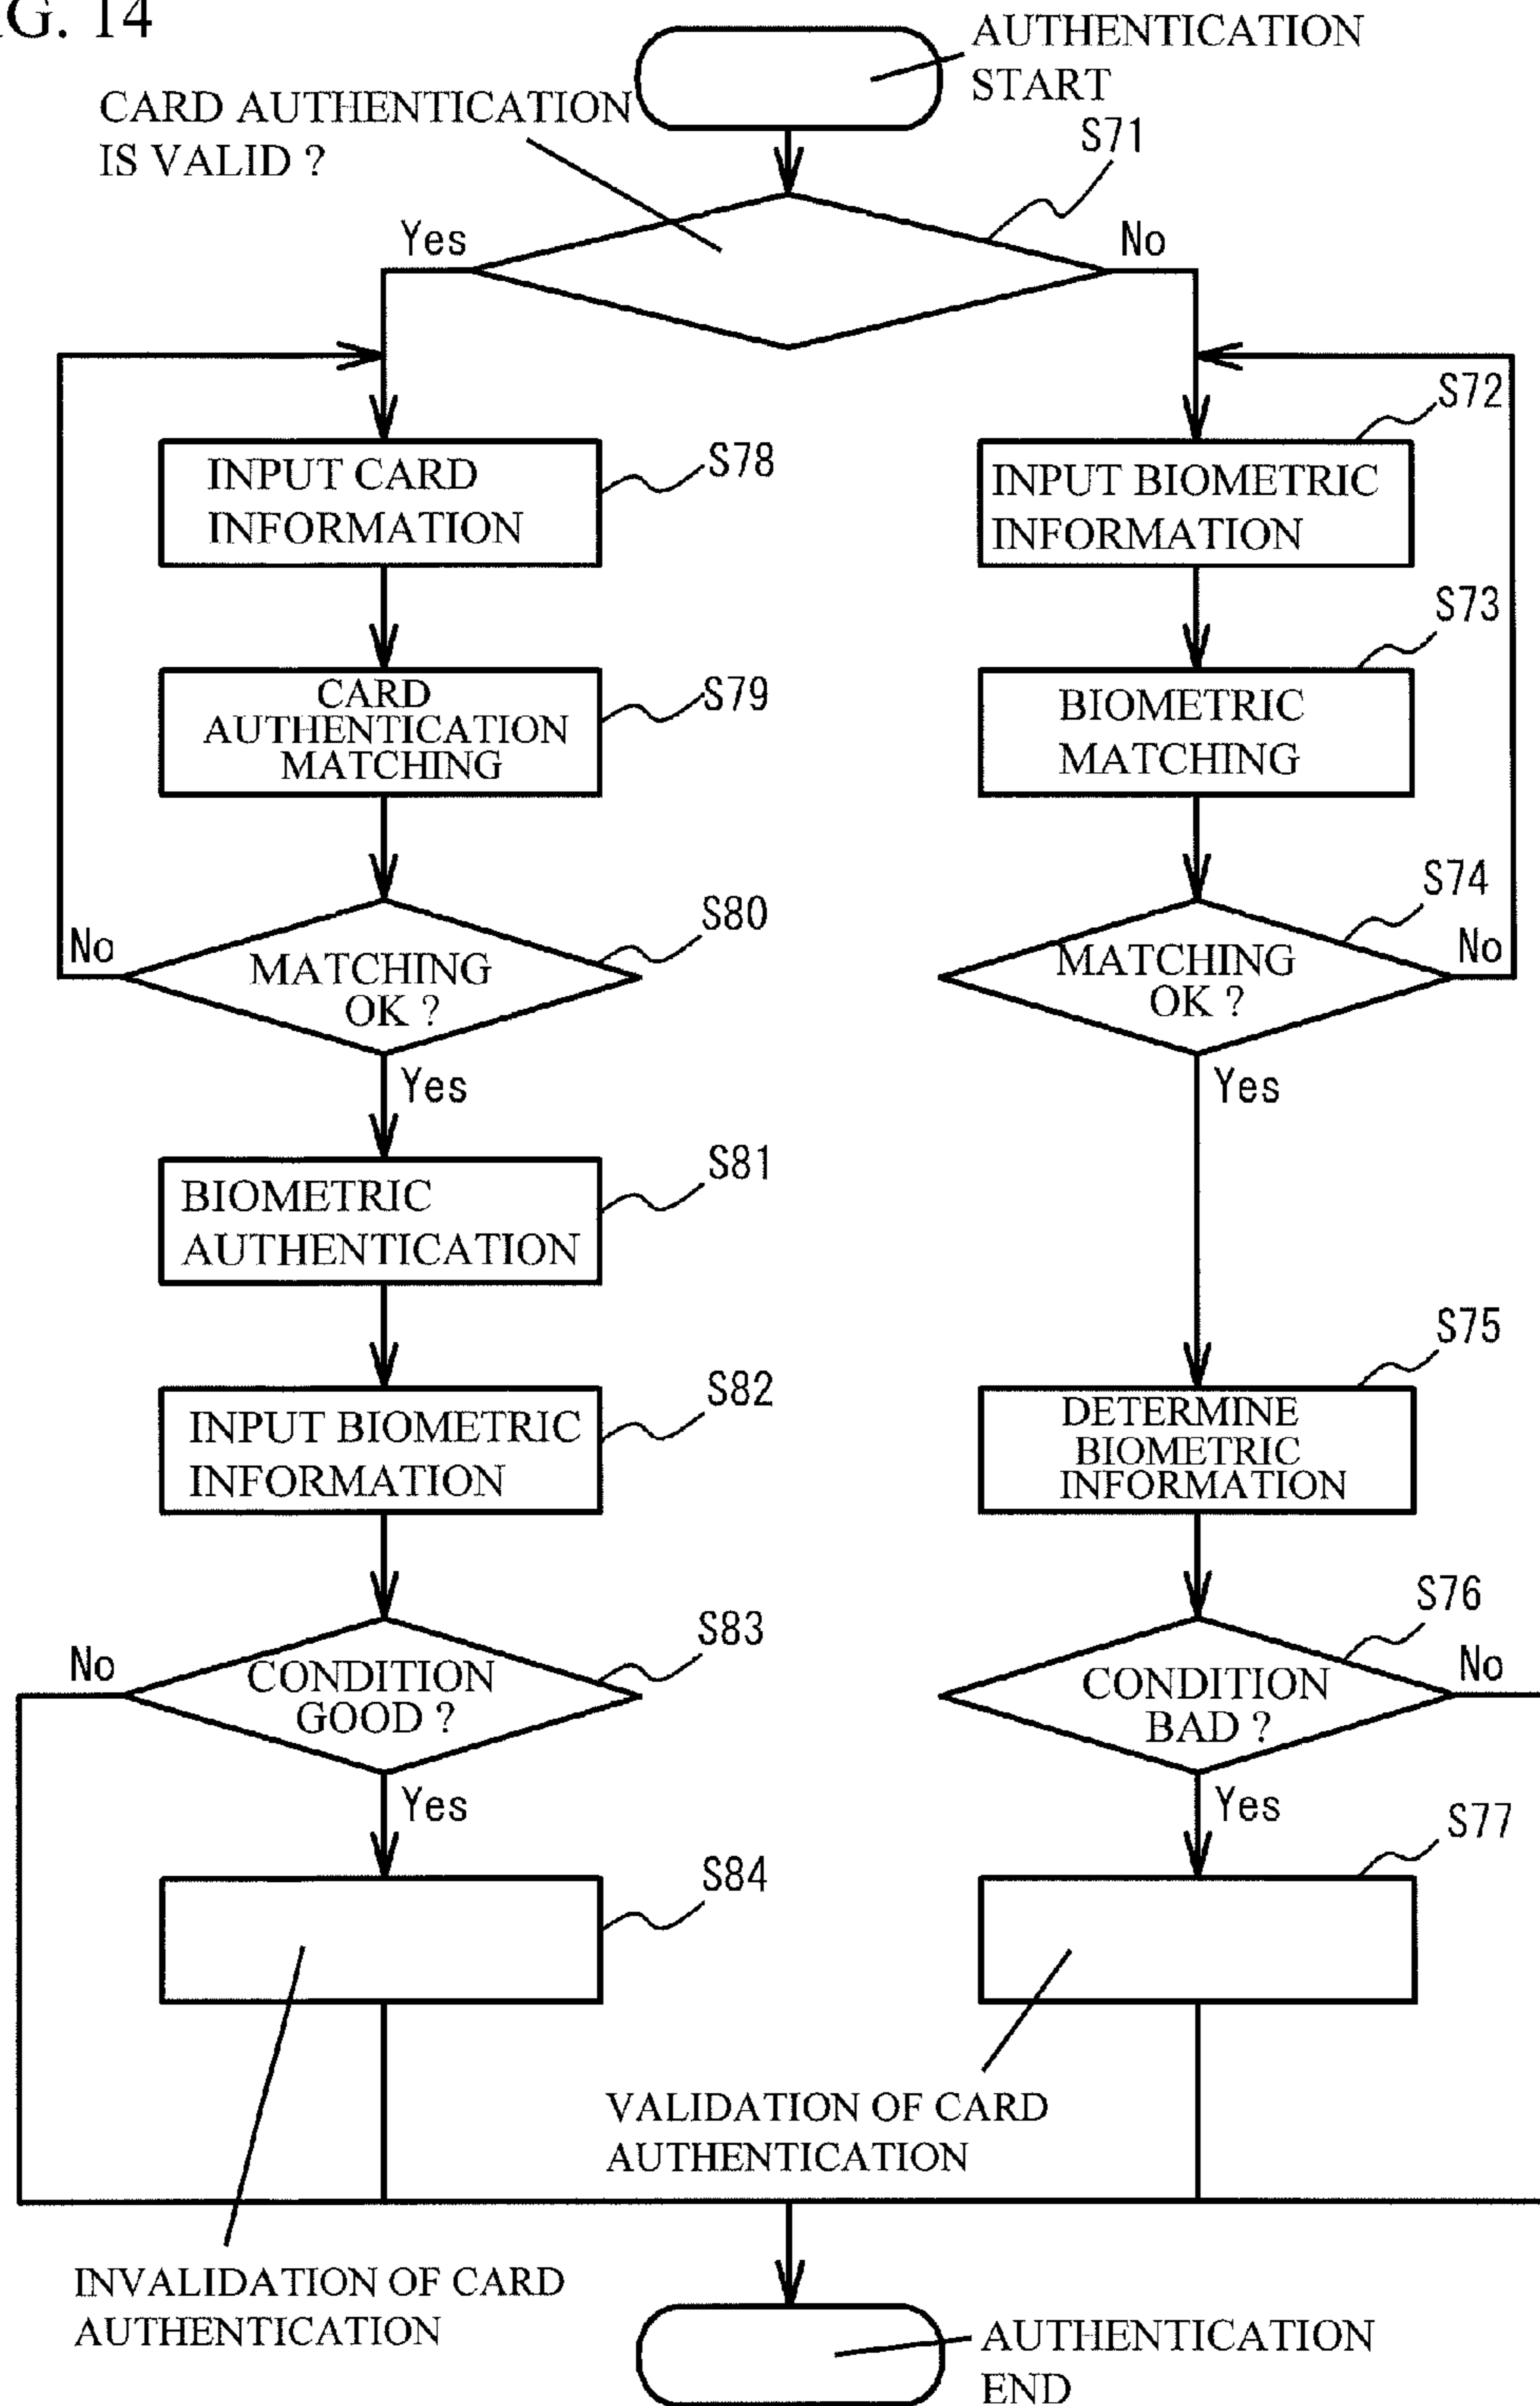 G. 14
AUTHENTICATION
START
CARD AUTHENTICATION
IS VALID ?
S71
Yes
No
S72
INPUT CARD
INFORMATION
S78
INPUT BIOMETRIC
INFORMATION
S73
CARD
AUTHENTICATION
MATCHING
S79
BIOMETRIC
MATCHING
S74
S80
No
MATCHING
OK ?
MATCHING
OK ?
No
Yes
Yes
S81
BIOMETRIC
AUTHENTICATION
S75
S82
INPUT BIOMETRIC
INFORMATION
DETERMINE
BIOMETRIC
INFORMATION
S76
S83
No
CONDITION
GOOD ?
CONDITION
BAD ?
No
Yes
Yes
S77
S84
VALIDATION OF CARD
AUTHENTICATION
INVALIDATION OF CARD
AUTHENTICATION
AUTHENTICATION
END